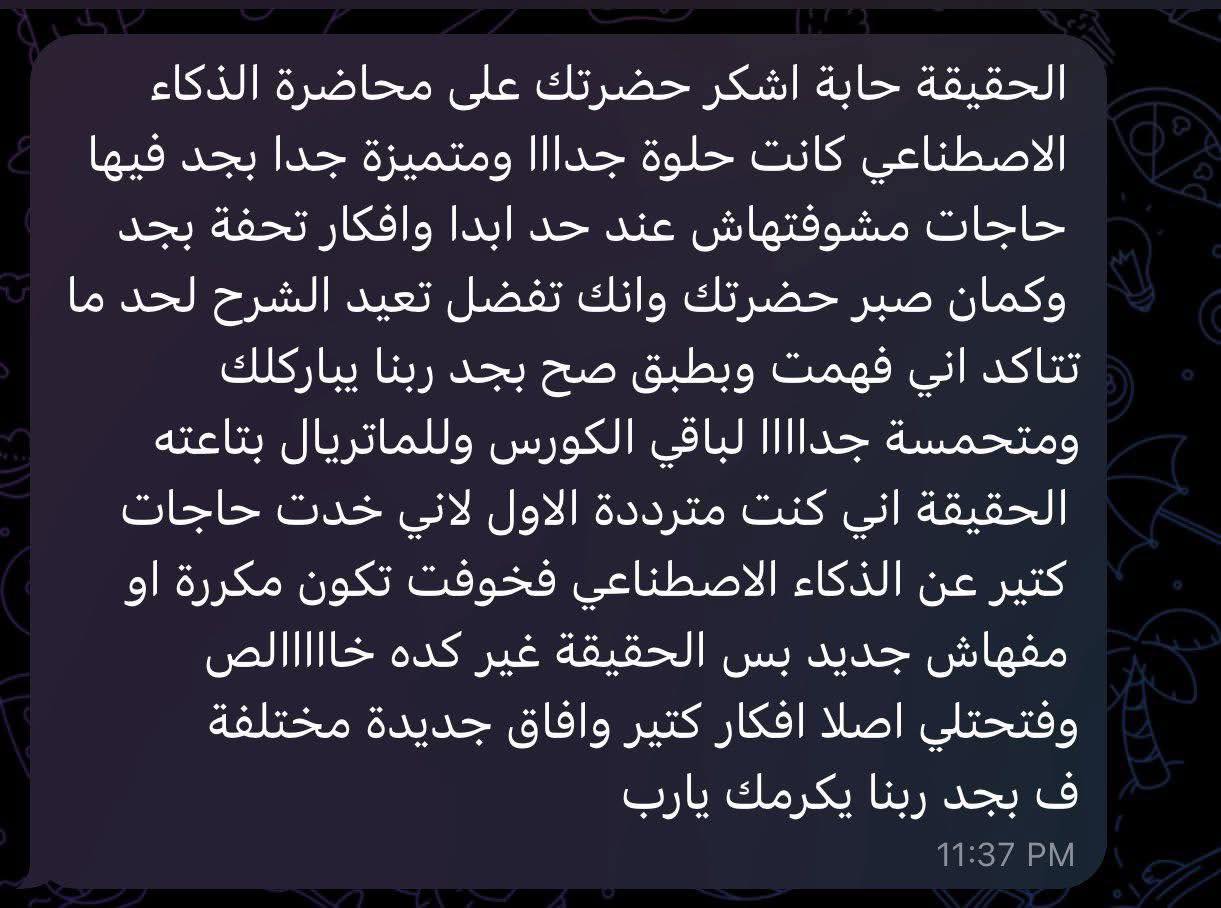 الحقيقة حابة اشكر حضرتك على محاضرة الذكاء
الاصطناعي كانت حلوة جدااا ومتميزة جدا بجد فيها
حاجات مشوفتهاش عند حد ابدا وافكار تحفة بجد
وكمان صبر حضرتك وانك تفضل تعيد الشرح لحد ما
تتاكد اني فهمت وبطبق صح بجد ربنا يباركلك
ومتحمسة جداااا لباقي الكورس وللماتريال بتاعته
الحقيقة اني كنت مترددة الاول لاني خدت حاجات
كتير عن الذكاء الاصطناعي فخوفت تكون مكررة او
مفهاش جديد بس الحقيقة غير كده خاااااالص
وفتحتلي اصلا افكار كتير وافاق جديدة مختلفة
ف بجد ربنا يكرمك يارب
11:37 PM